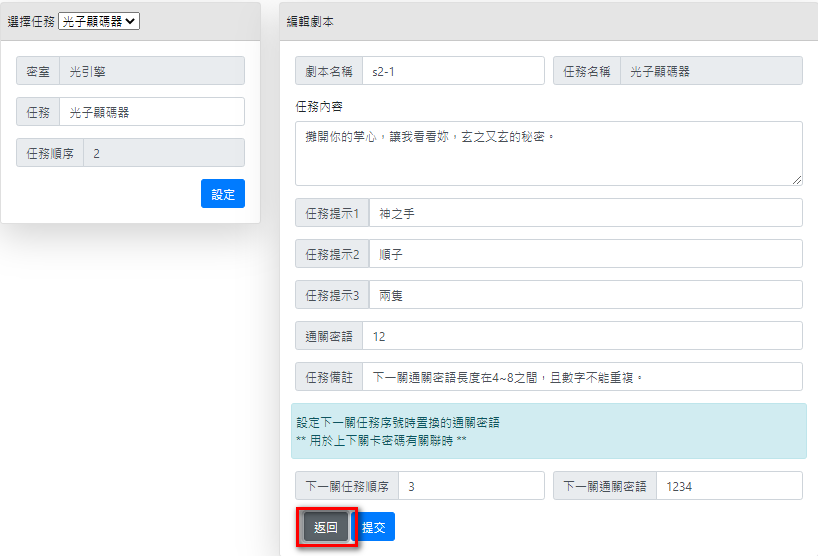 選擇任務 光子顯碼器
密室 光引擎
任務 光子顯碼器
任務順序 2
設定
編輯劇本
劇本名稱 s2-1 任務名稱 光子顯碼器
任務內容
攤開你的掌心，讓我看看妳，玄之又玄的秘密。
任務提示1 神之手
任務提示2 順子
任務提示3 兩隻
通關密語 12
任務備註 下一關通關密語長度在4~8之間，且數字不能重複。
設定下一關任務序號時置換的通關密語
** 用於上下關卡密碼有關聯時 **
下一關任務順序 3 下一關通關密語 1234
返回 提交